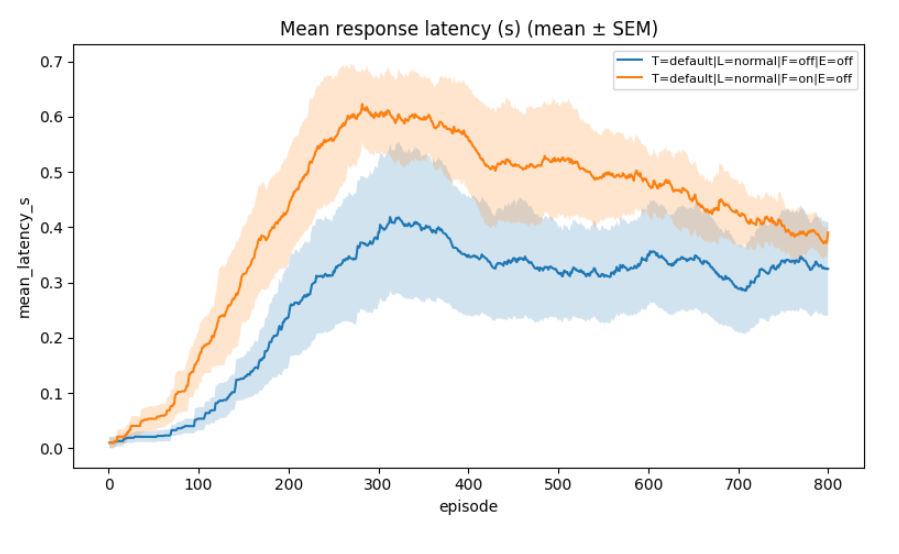 Mean response latency (s) (mean ± SEM)
T=default|L=normal|F=off|E=off
T=default|L=normal|F=on|E=off
mean_latency_s
0.7
0.6
0.5
0.4
0.3
0.2
0.1
0.0
0 100 200 300 400 500 600 700 800
episode